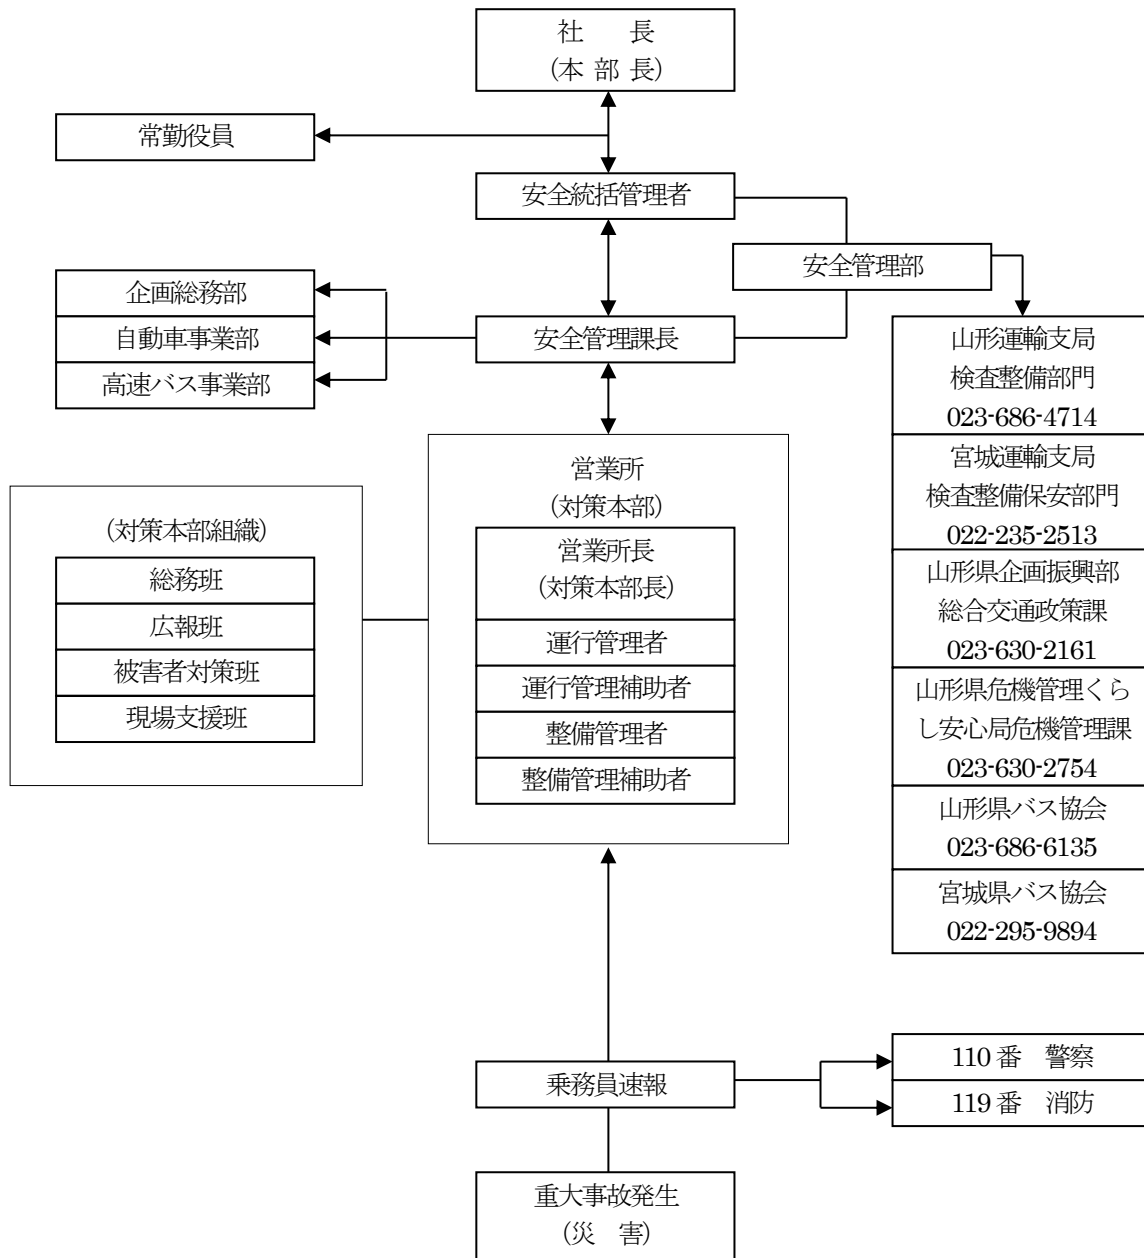 社　長
(本 部 長)
常勤役員
安全統括管理者
安全管理部
企画総務部
自動車事業部
高速バス事業部
安全管理課長
山形運輸支局
検査整備部門
023-686-4714
宮城運輸支局
検査整備保安部門
022-235-2513
山形県企画振興部
総合交通政策課
023-630-2161
山形県危機管理くら
し安心局危機管理課
023-630-2754
山形県バス協会
023-686-6135
宮城県バス協会
022-295-9894
営業所
(対策本部)
営業所長
(対策本部長)
運行管理者
運行管理補助者
整備管理者
整備管理補助者
(対策本部組織)
総務班
広報班
被害者対策班
現場支援班
乗務員速報
110 番　警察
119 番　消防
重大事故発生
(災　害)